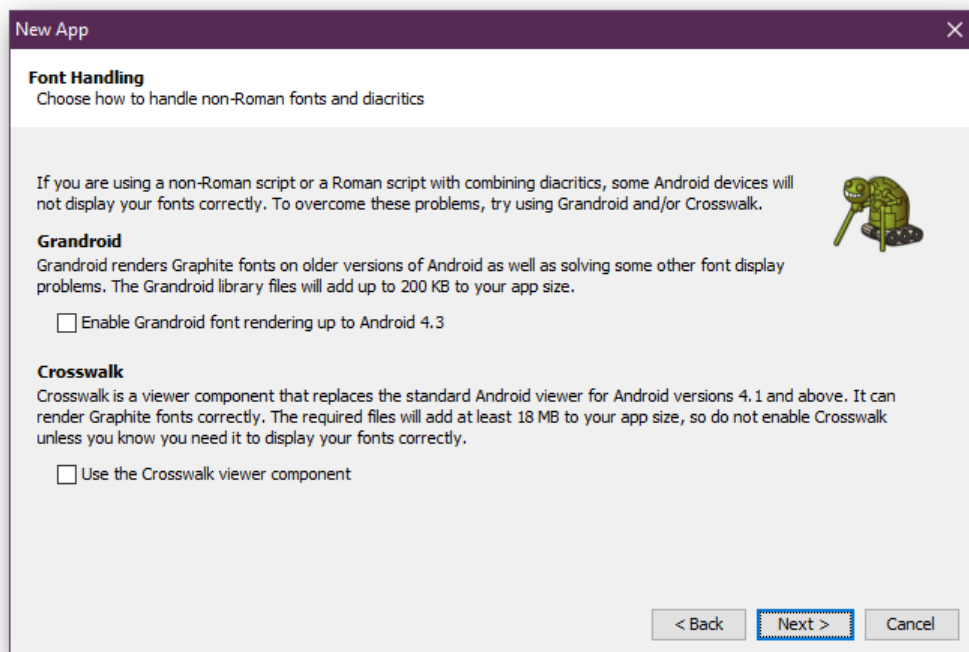 New App
Font Handling
Choose how to handle non-Roman fonts and diacritics
If you are using a non-Roman script or a Roman script with combining diacritics, some Android devices will
not display your fonts correctly. To overcome these problems, try using Grandroid and/or Crosswalk.
Grandroid
Grandroid renders Graphite fonts on older versions of Android as well as solving some other font display
problems. The Grandroid library files will add up to 200 KB to your app size.
Enable Grandroid font rendering up to Android 4.3
Crosswalk
Crosswalk is a viewer component that replaces the standard Android viewer for Android versions 4.1 and above. It can
render Graphite fonts correctly. The required files will add at least 18 MB to your app size, so do not enable Crosswalk
unless you know you need it to display your fonts correctly.
Use the Crosswalk viewer component
< Back Next > Cancel